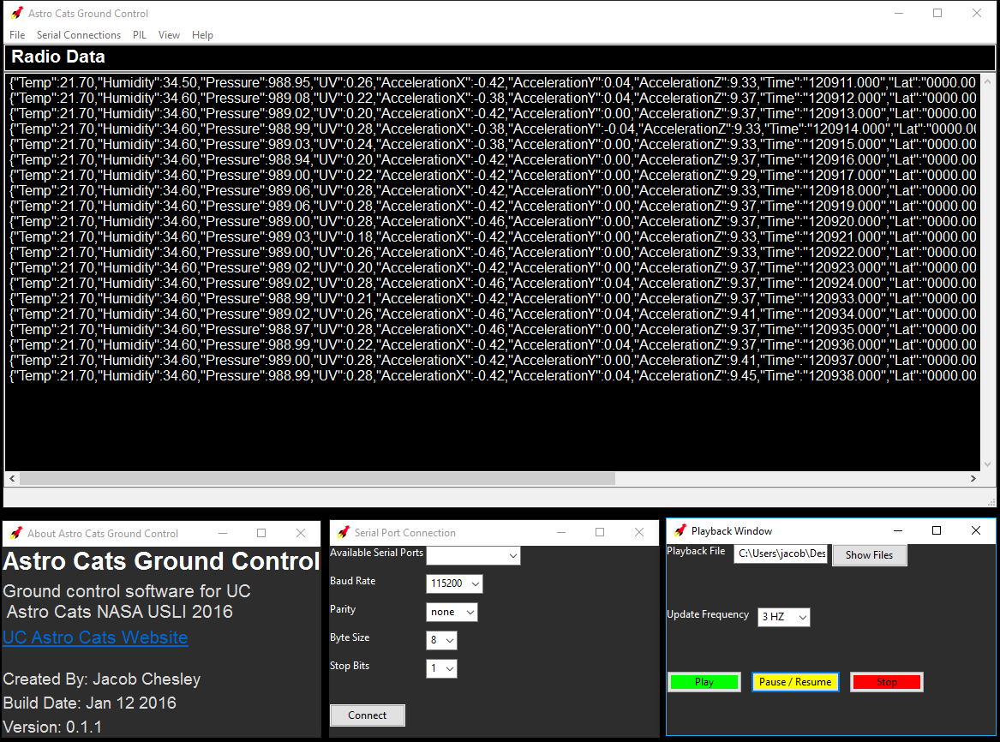 Astro Cats Ground Control
File Serial Connections PIL View Help
Radio Data
{"Temp":21.70,"Humidity":34.50,"Pressure":988.95,"UV":0.26,"AccelerationX":-0.42,"AccelerationY":0.04,"AccelerationZ":9.33,"Time":"120911.000","Lat":"0000.00
{"Temp":21.70,"Humidity":34.60,"Pressure":989.08,"UV":0.22,"AccelerationX":-0.38,"AccelerationY":0.04,"AccelerationZ":9.37,"Time":"120912.000","Lat":"0000.00
{"Temp":21.70,"Humidity":34.60,"Pressure":989.02,"UV":0.20,"AccelerationX":-0.42,"AccelerationY":0.00,"AccelerationZ":9.37,"Time":"120913.000","Lat":"0000.00
{"Temp":21.70,"Humidity":34.60,"Pressure":988.99,"UV":0.28,"AccelerationX":-0.38,"AccelerationY":-0.04,"AccelerationZ":9.33,"Time":"120914.000","Lat":"0000.00
{"Temp":21.70,"Humidity":34.60,"Pressure":989.03,"UV":0.24,"AccelerationX":-0.38,"AccelerationY":0.00,"AccelerationZ":9.33,"Time":"120915.000","Lat":"0000.00
{"Temp":21.70,"Humidity":34.60,"Pressure":988.94,"UV":0.20,"AccelerationX":-0.42,"AccelerationY":0.00,"AccelerationZ":9.37,"Time":"120916.000","Lat":"0000.00
{"Temp":21.70,"Humidity":34.60,"Pressure":989.00,"UV":0.22,"AccelerationX":-0.42,"AccelerationY":0.00,"AccelerationZ":9.29,"Time":"120917.000","Lat":"0000.00
{"Temp":21.70,"Humidity":34.60,"Pressure":989.06,"UV":0.28,"AccelerationX":-0.42,"AccelerationY":0.00,"AccelerationZ":9.33,"Time":"120918.000","Lat":"0000.00
{"Temp":21.70,"Humidity":34.60,"Pressure":989.06,"UV":0.28,"AccelerationX":-0.42,"AccelerationY":0.00,"AccelerationZ":9.37,"Time":"120919.000","Lat":"0000.00
{"Temp":21.70,"Humidity":34.60,"Pressure":989.00,"UV":0.28,"AccelerationX":-0.46,"AccelerationY":0.00,"AccelerationZ":9.37,"Time":"120920.000","Lat":"0000.00
{"Temp":21.70,"Humidity":34.60,"Pressure":989.03,"UV":0.18,"AccelerationX":-0.42,"AccelerationY":0.00,"AccelerationZ":9.33,"Time":"120921.000","Lat":"0000.00
{"Temp":21.70,"Humidity":34.60,"Pressure":989.00,"UV":0.26,"AccelerationX":-0.46,"AccelerationY":0.00,"AccelerationZ":9.33,"Time":"120922.000","Lat":"0000.00
{"Temp":21.70,"Humidity":34.60,"Pressure":989.02,"UV":0.20,"AccelerationX":-0.42,"AccelerationY":0.00,"AccelerationZ":9.37,"Time":"120923.000","Lat":"0000.00
{"Temp":21.70,"Humidity":34.60,"Pressure":989.02,"UV":0.28,"AccelerationX":-0.46,"AccelerationY":0.04,"AccelerationZ":9.37,"Time":"120924.000","Lat":"0000.00
{"Temp":21.70,"Humidity":34.60,"Pressure":988.99,"UV":0.21,"AccelerationX":-0.42,"AccelerationY":0.00,"AccelerationZ":9.37,"Time":"120933.000","Lat":"0000.00
{"Temp":21.70,"Humidity":34.60,"Pressure":989.02,"UV":0.26,"AccelerationX":-0.46,"AccelerationY":0.04,"AccelerationZ":9.41,"Time":"120934.000","Lat":"0000.00
{"Temp":21.70,"Humidity":34.60,"Pressure":988.97,"UV":0.28,"AccelerationX":-0.46,"AccelerationY":0.00,"AccelerationZ":9.37,"Time":"120935.000","Lat":"0000.00
{"Temp":21.70,"Humidity":34.60,"Pressure":988.99,"UV":0.22,"AccelerationX":-0.42,"AccelerationY":0.04,"AccelerationZ":9.37,"Time":"120936.000","Lat":"0000.00
{"Temp":21.70,"Humidity":34.60,"Pressure":989.00,"UV":0.28,"AccelerationX":-0.42,"AccelerationY":0.00,"AccelerationZ":9.41,"Time":"120937.000","Lat":"0000.00
{"Temp":21.70,"Humidity":34.60,"Pressure":988.99,"UV":0.28,"AccelerationX":-0.42,"AccelerationY":0.04,"AccelerationZ":9.45,"Time":"120938.000","Lat":"0000.00
About Astro Cats Ground Control
Astro Cats Ground Control
Ground control software for UC
Astro Cats NASA USLI 2016
UC Astro Cats Website
Created By: Jacob Chesley
Build Date: Jan 12 2016
Version: 0.1.1
Serial Port Connection
Available Serial Ports
Baud Rate 115200
Parity none
Byte Size 8
Stop Bits 1
Connect
Playback Window
Playback File C:\Users\jacob\Des Show Files
Update Frequency 3 HZ
Play Pause / Resume Stop